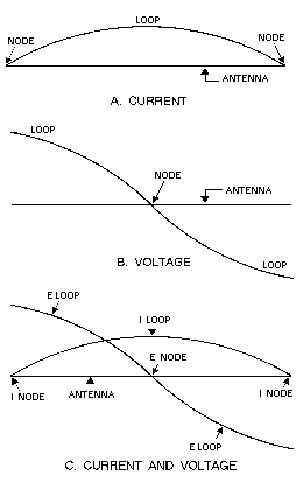 LOOP
NODE
NODE
ANTENNA
A. CURRENT
LOOP
NODE
ANTENNA
LOOP
B. VOLTAGE
E LOOP
I LOOP
E NODE
I NODE
ANTENNA
I NODE
E LOOP
C. CURRENT AND VOLTAGE